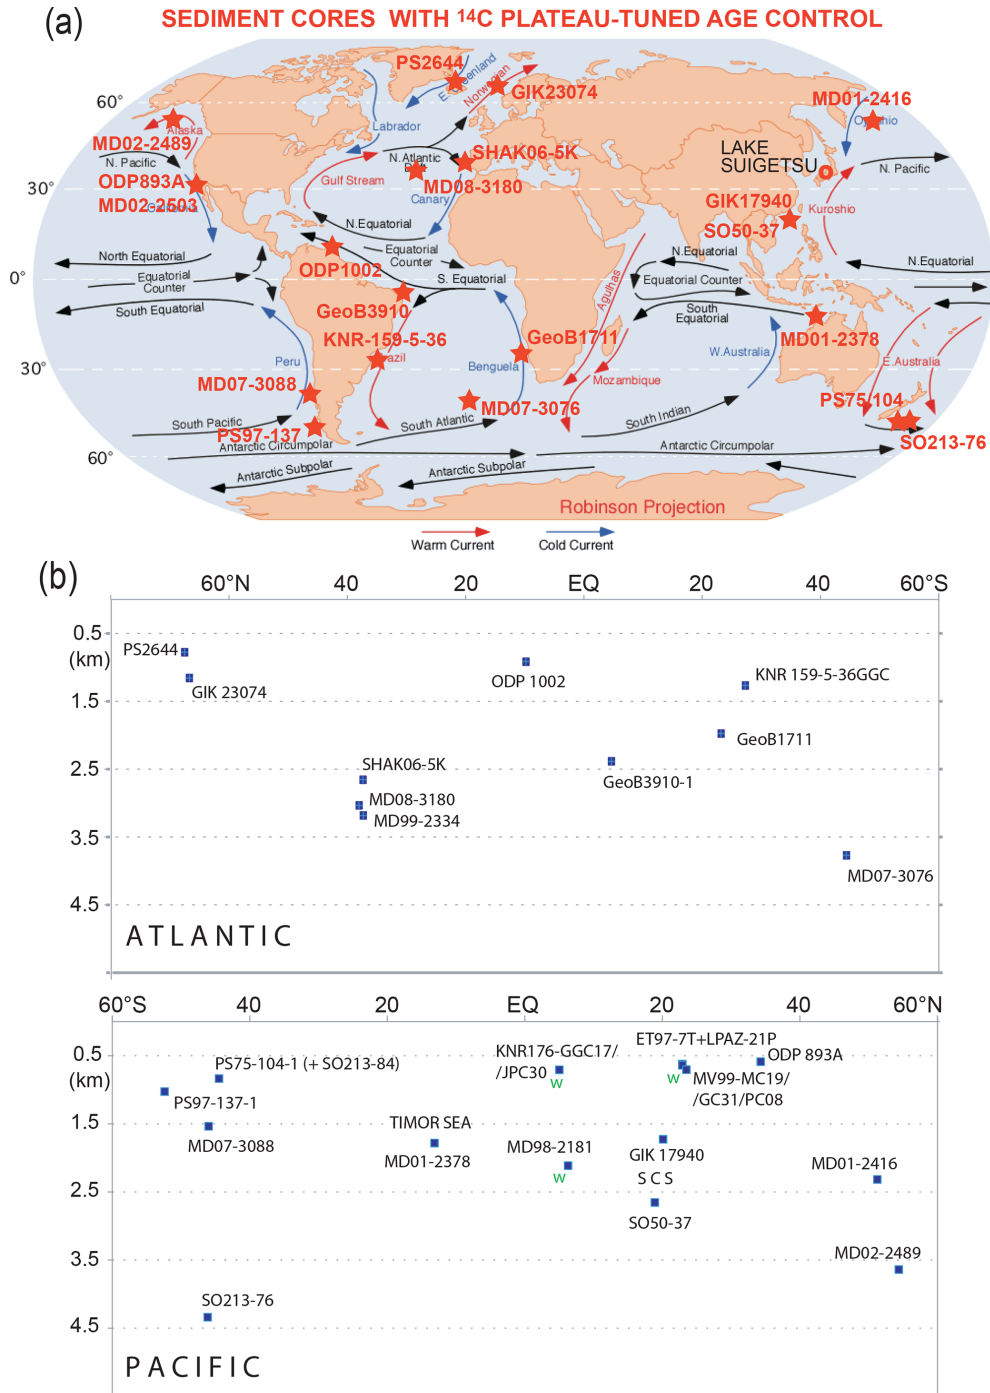 (a)
SEDIMENT CORES WITH 14C PLATEAU-TUNED AGE CONTROL
PS2644
E. Greenland
Norwegian
GIK23074
60°
MD01-2416
Alaska
MD02-2489
Labrador
N. Pacific
N.Atlantic
SHAK06-5K
LAKE
SUIGETSU
N. Pacific
ODP893A
MD02-2503
Gulf Stream
MD08-3180
Canary
30°
GIK17940
SO50-37
Kuroshio
N.Equatorial
North Equatorial
Equatorial
Counter
ODP1002
Equatorial
Counter
S. Equatorial
N.Equatorial
Equatorial Counter
N.Equatorial
0°
Agulhas
South Equatorial
GeoB3910
South
Equatorial
KNR-159-5-36
GeoB1711
MD01-2378
Peru
Benguela
W.Australia
E.Australia
30°
MD07-3088
Mozambique
MD07-3076
PS75-104
South Pacific
PS97-137
South Atlantic
South Indian
SO213-76
Antarctic Circumpolar
Antarctic Circumpolar
60°
Antarctic Subpolar
Antarctic Subpolar
Robinson Projection
Warm Current
Cold Current
(b)
60°N 40 20 EQ 20 40 60°S
0.5
(km)
1.5
2.5
3.5
4.5
PS2644
GIK 23074
ODP 1002
KNR 159-5-36GGC
GeoB1711
SHAK06-5K
GeoB3910-1
MD08-3180
MD99-2334
MD07-3076
ATLANTIC
60°S 40 20 EQ 20 40 60°N
0.5
(km)
1.5
2.5
3.5
4.5
ET97-7T+LPAZ-21P
KNR176-GGC17/
/JPC30
w
ODP 893A
PS75-104-1 (+ SO213-84)
w
MV99-MC19/
/GC31/PC08
PS97-137-1
MD07-3088
TIMOR SEA
MD01-2378
MD98-2181
w
GIK 17940
S C S
SO50-37
MD01-2416
MD02-2489
SO213-76
PACIFIC